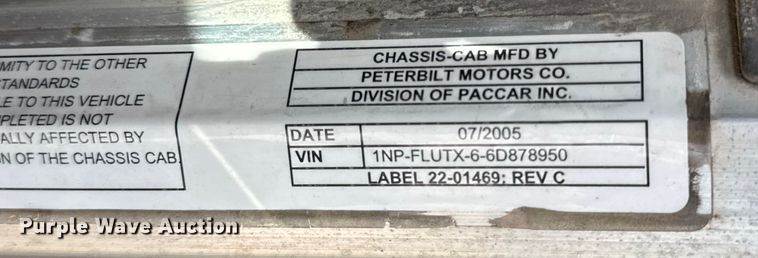 MITY TO THE OTHER
STANDARDS
LE TO THIS VEHICLE
MPLETED IS NOT
ALLY AFFECTED BY
N OF THE CHASSIS CAB
CHASSIS-CAB MFD BY
PETERBILT MOTORS CO.
DIVISION OF PACCAR INC.
DATE 07/2005
VIN 1NP-FLUTX-6-6D878950
LABEL 22-01469: REV C
Purple Wave Auction